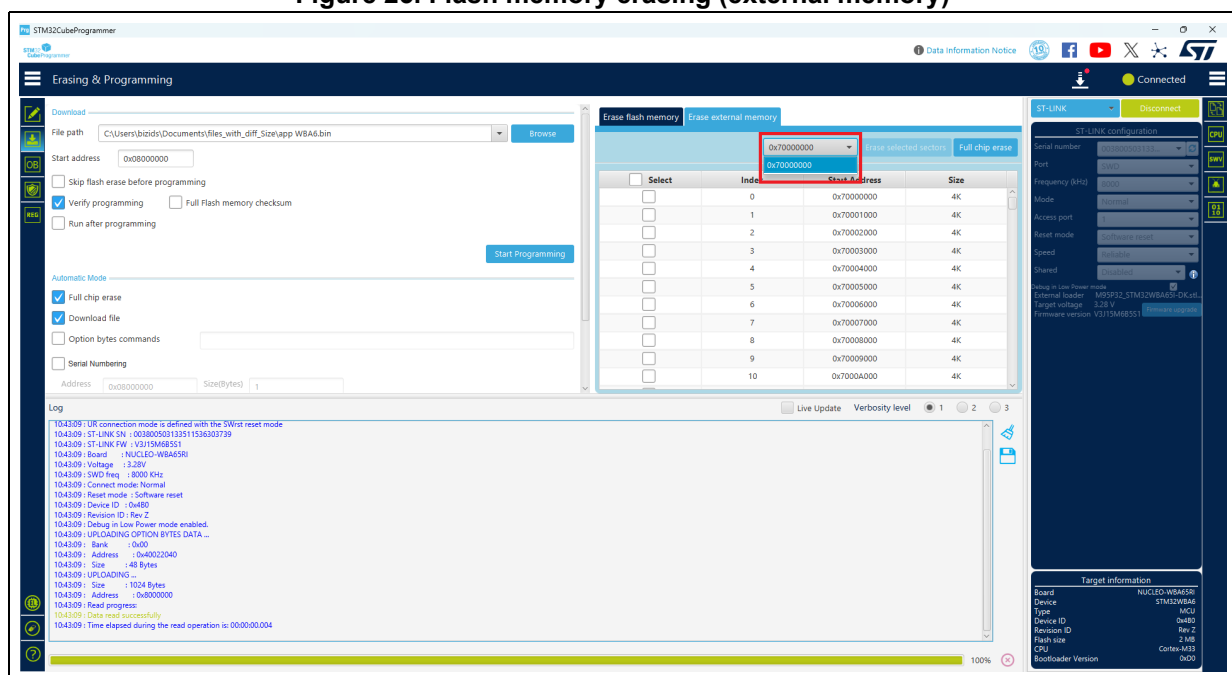 Figure 26. Flash memory erasing (external memory)
STM32CubeProgrammer
STM32
CubeProgrammer
Data Information Notice
Erasing & Programming
Connected
Download
File path C:\Users\bizids\Documents\files_with_diff_Size\app WBA6.bin Browse
Start address 0x08000000
Skip flash erase before programming
Verify programming Full Flash memory checksum
Run after programming
Start Programming
Automatic Mode
Full chip erase
Download file
Option bytes commands
Serial Numbering
Address 0x08000000 Size(Bytes) 1
Erase flash memory Erase external memory
0x70000000 Erase selected sectors Full chip erase
0x70000000
Select Index Start Address Size
0 0x70000000 4K
1 0x70001000 4K
2 0x70002000 4K
3 0x70003000 4K
4 0x70004000 4K
5 0x70005000 4K
6 0x70006000 4K
7 0x70007000 4K
8 0x70008000 4K
9 0x70009000 4K
10 0x7000A000 4K
Log
Live Update Verbosity level 1 2 3
10:43:09 : UR connection mode is defined with the SWrst reset mode
10:43:09 : ST-LINK SN : 003800503133511536303739
10:43:09 : ST-LINK FW : V3J15M6B5S1
10:43:09 : Board : NUCLEO-WBA65RI
10:43:09 : Voltage : 3.28V
10:43:09 : SWD freq : 8000 KHz
10:43:09 : Connect mode: Normal
10:43:09 : Reset mode : Software reset
10:43:09 : Device ID : 0x4B0
10:43:09 : Revision ID : Rev Z
10:43:09 : Debug in Low Power mode enabled.
10:43:09 : UPLOADING OPTION BYTES DATA ...
10:43:09 : Bank : 0x00
10:43:09 : Address : 0x40022040
10:43:09 : Size : 48 Bytes
10:43:09 : UPLOADING ...
10:43:09 : Size : 1024 Bytes
10:43:09 : Address : 0x8000000
10:43:09 : Read progress:
10:43:09 : Data read successfully
10:43:09 : Time elapsed during the read operation is: 00:00:00.004
100%
ST-LINK Disconnect
ST-LINK configuration
Serial number 003800503133...
Port SWD
Frequency (kHz) 8000
Mode Normal
Access port 1
Reset mode Software reset
Speed Reliable
Shared Disabled
Debug in Low Power mode
External loader M95P32_STM32WBA65I-DK.stl...
Target voltage 3.28 V
Firmware version V3J15M6B5S1 Firmware upgrade
Target information
Board NUCLEO-WBA65RI
Device STM32WBA6
Type MCU
Device ID 0x4B0
Revision ID Rev Z
Flash size 2 MB
CPU Cortex-M33
Bootloader Version 0xD0
OB
REG
CPU
SWV